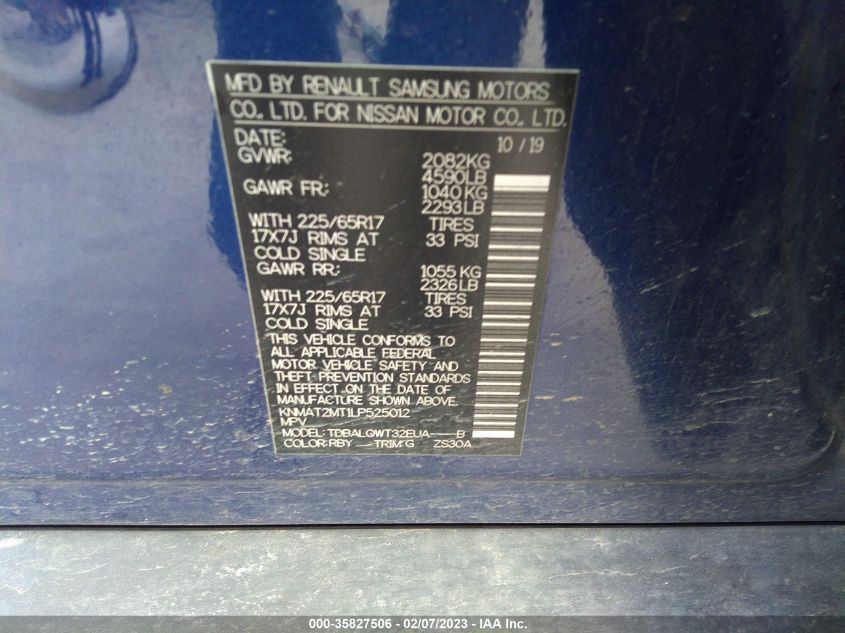 MFD BY RENAULT SAMSUNG MOTORS
CO., LTD. FOR NISSAN MOTOR CO., LTD.
DATE: 10 / 19
GVWR: 2082KG
4590LB
GAWR FR: 1040KG
2293LB
WITH 225/65R17 TIRES
17X7J RIMS AT 33 PSI
COLD SINGLE
GAWR RR: 1055KG
2326LB
WITH 225/65R17 TIRES
17X7J RIMS AT 33 PSI
COLD SINGLE
THIS VEHICLE CONFORMS TO
ALL APPLICABLE FEDERAL
MOTOR VEHICLE SAFETY AND
THEFT PREVENTION STANDARDS
IN EFFECT ON THE DATE OF
MANUFACTURE SHOWN ABOVE.
KNMAT2MT1LP525012
MPV
MODEL: TDBALGWT32EUA----B
COLOR:RBY --TRIM:G ZS30A
000-35827506 - 02/07/2023 - IAA Inc.